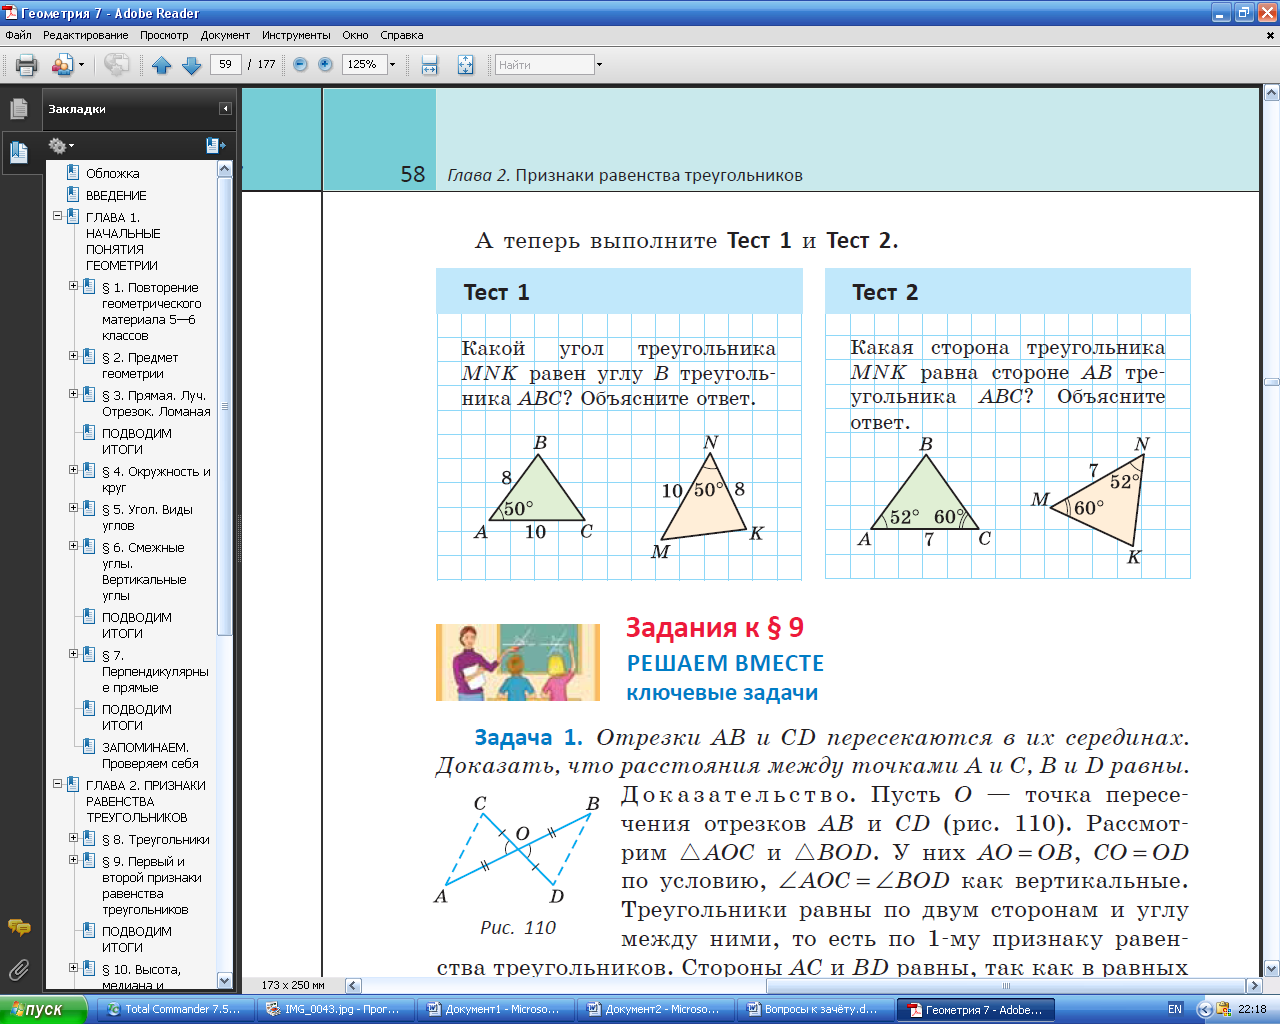 Геометрия 7 - Adobe Reader
Файл Редактирование Просмотр Документ Инструменты Окно Справка
59 / 177 125% Найти
Закладки
Обложка
ВВЕДЕНИЕ
ГЛАВА 1.
НАЧАЛЬНЫЕ
ПОНЯТИЯ
ГЕОМЕТРИИ
§ 1. Повторение
геометрического
материала 5—6
классов
§ 2. Предмет
геометрии
§ 3. Прямая. Луч.
Отрезок. Ломаная
ПОДВОДИМ
ИТОГИ
§ 4. Окружность и
круг
§ 5. Угол. Виды
углов
§ 6. Смежные
углы.
Вертикальные
углы
ПОДВОДИМ
ИТОГИ
§ 7.
Перпендикулярны
е прямые
ПОДВОДИМ
ИТОГИ
ЗАПОМИНАЕМ.
Проверяем себя
ГЛАВА 2. ПРИЗНАКИ
РАВЕНСТВА
ТРЕУГОЛЬНИКОВ
§ 8. Треугольники
§ 9. Первый и
второй признаки
равенства
треугольников
ПОДВОДИМ
ИТОГИ
§ 10. Высота,
медиана и
58 Глава 2. Признаки равенства треугольников
А теперь выполните Тест 1 и Тест 2.
Тест 1
Какой угол треугольника
MNK равен углу B треуголь-
ника ABC? Объясните ответ.
B
8
50°
A 10 C
N
10 50° 8
K
M
Тест 2
Какая сторона треугольника
MNK равна стороне AB тре-
угольника ABC? Объясните
ответ.
B
52° 60°
A 7 C
N
7 52°
M 60°
K
Задания к § 9
РЕШАЕМ ВМЕСТЕ
ключевые задачи
Задача 1. Отрезки AB и CD пересекаются в их серединах.
Доказать, что расстояния между точками A и C, B и D равны.
C B
O
A D
Рис. 110
Доказательство. Пусть O — точка пересе-
чения отрезков AB и CD (рис. 110). Рассмот-
рим △AOC и △BOD. У них AO = OB, CO = OD
по условию, ∠AOC = ∠BOD как вертикальные.
Треугольники равны по двум сторонам и углу
между ними, то есть по 1-му признаку равен-
ства треугольников. Стороны AC и BD равны, так как в равных
173 x 250 мм
пуск Total Commander 7.5... IMG_0043.jpg - Прог... Документ1 - Microso... Документ2 - Microso... Вопросы к зачёту.d... Геометрия 7 - Adobe... EN 22:18